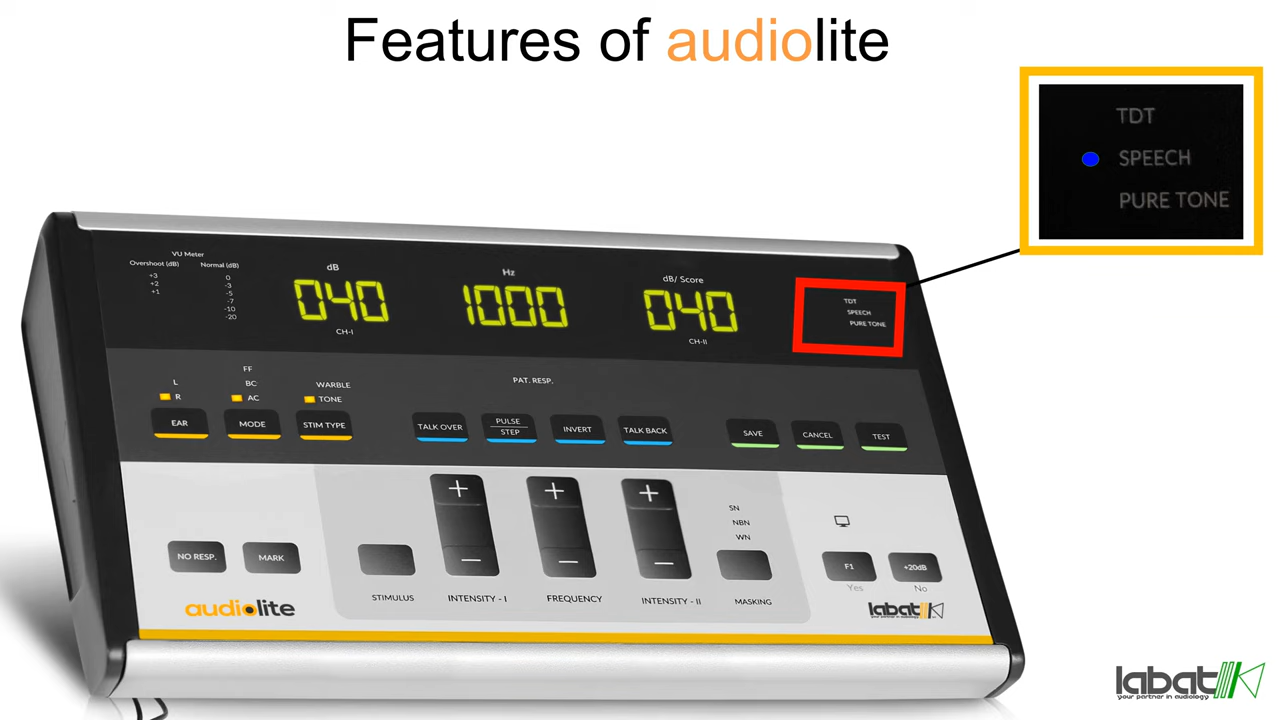 Features of audiolite
TDT
SPEECH
PURE TONE
VU Meter
Overshoot (dB) Normal (dB)
+3
+2
+1
0
-3
-5
-7
-10
-20
dB
040
CH-I
Hz
1000
dB/ Score
040
CH-II
TDT
SPEECH
PURE TONE
L
R
FF
BC
AC
WARBLE
TONE
PAT. RESP.
EAR
MODE
STIM TYPE
TALK OVER
PULSE
STEP
INVERT
TALK BACK
SAVE
CANCEL
TEST
+ + +
SN
NBN
WN
− − −
NO RESP.
MARK
STIMULUS
INTENSITY - I
FREQUENCY
INTENSITY - II
MASKING
F1
Yes
+20dB
No
audiolite
labat
your partner in audiology
labat
your partner in audiology